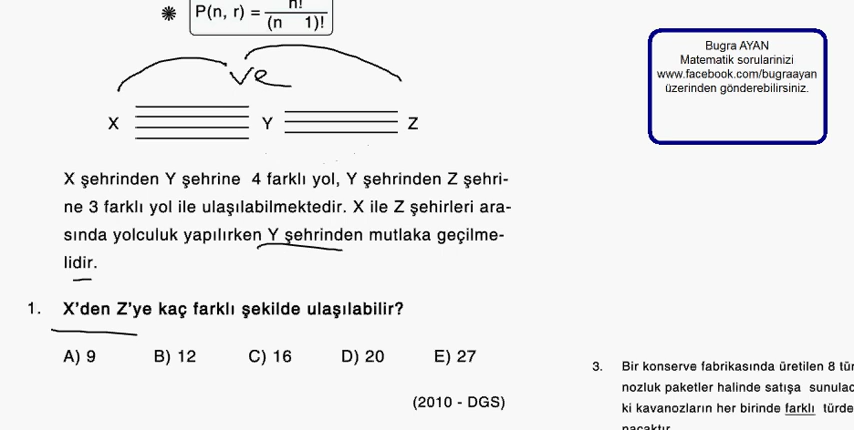 P(n, r) = n! / (n 1)!
ve
X Y Z
X şehrinden Y şehrine 4 farklı yol, Y şehrinden Z şehri-
ne 3 farklı yol ile ulaşılabilmektedir. X ile Z şehirleri ara-
sında yolculuk yapılırken Y şehrinden mutlaka geçilme-
lidir.
1. X'den Z'ye kaç farklı şekilde ulaşılabilir?
A) 9 B) 12 C) 16 D) 20 E) 27
(2010 - DGS)
Bugra AYAN
Matematik sorularinizi
www.facebook.com/bugraayan
üzerinden gönderebilirsiniz.
3. Bir konserve fabrikasında üretilen 8 tür
nozluk paketler halinde satışa sunulac
ki kavanozların her birinde farklı türde